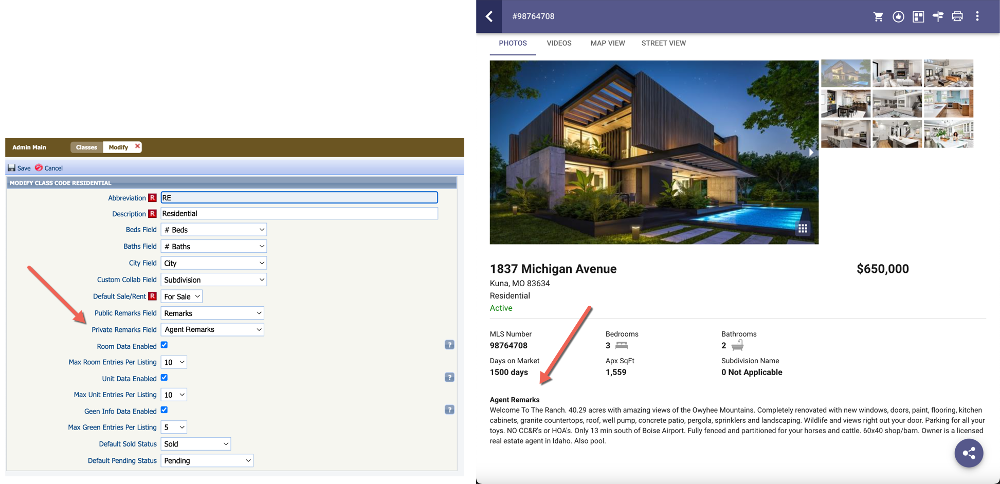 Admin Main
Classes
Modify
Save
Cancel
MODIFY CLASS CODE RESIDENTIAL
Abbreviation R RE
Description R Residential
Beds Field # Beds
Baths Field # Baths
City Field City
Custom Collab Field Subdivision
Default Sale/Rent R For Sale
Public Remarks Field Remarks
Private Remarks Field Agent Remarks
Room Data Enabled ?
Max Room Entries Per Listing 10
Unit Data Enabled ?
Max Unit Entries Per Listing 10
Geen Info Data Enabled ?
Max Green Entries Per Listing 5
Default Sold Status Sold
Default Pending Status Pending
#98764708
PHOTOS VIDEOS MAP VIEW STREET VIEW
1837 Michigan Avenue $650,000
Kuna, MO 83634
Residential
Active
MLS Number Bedrooms Bathrooms
98764708 3 2
Days on Market Apx SqFt Subdivision Name
1500 days 1,559 0 Not Applicable
Agent Remarks
Welcome To The Ranch. 40.29 acres with amazing views of the Owyhee Mountains. Completely renovated with new windows, doors, paint, flooring, kitchen
cabinets, granite countertops, roof, well pump, concrete patio, pergola, sprinklers and landscaping. Wildlife and views right out your door. Parking for all your
toys. NO CC&R's or HOA's. Only 13 min south of Boise Airport. Fully fenced and partitioned for your horses and cattle. 60x40 shop/barn. Owner is a licensed
real estate agent in Idaho. Also pool.